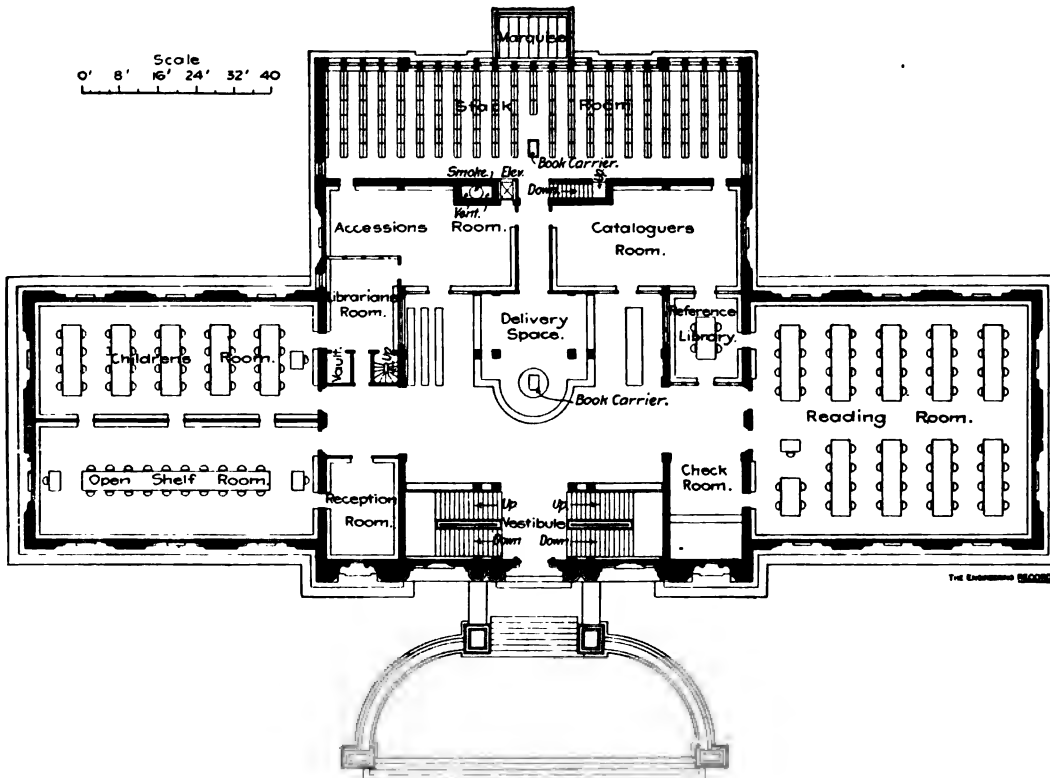 Marquise
Scale
0' 8' 16' 24' 32' 40
Stack Room
Book Carrier.
Smoke. Elev.
Down. Up.
Vent.
Accessions Room.
Cataloguers
Room.
Librarians
Room.
Delivery
Space.
Reference
Library.
Childrens Room.
Vault.
Up
Book Carrier.
Reading Room.
Open Shelf Room.
Check
Room.
Reception
Room.
Up Up.
Vestibule
Down Down
THE ENGINEERING RECORD